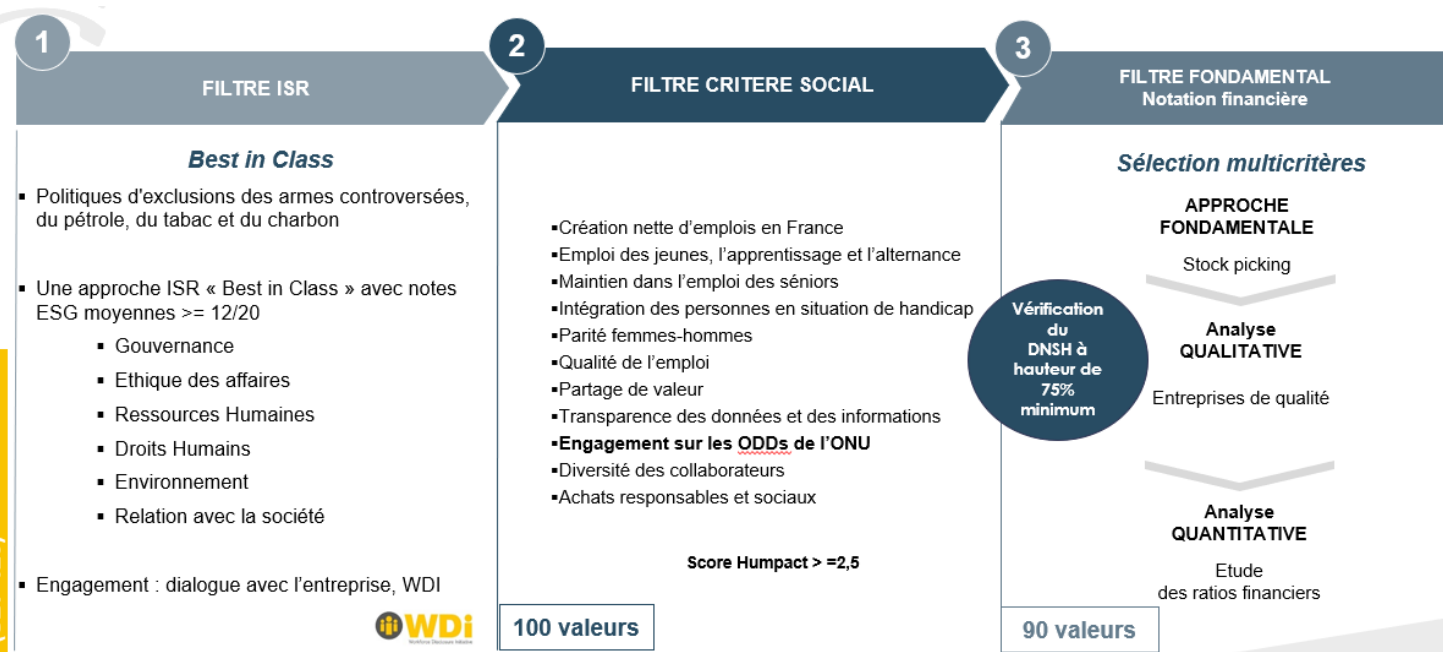 1
FILTRE ISR
Best in Class
▪ Politiques d'exclusions des armes controversées,
du pétrole, du tabac et du charbon
▪ Une approche ISR « Best in Class » avec notes
ESG moyennes >= 12/20
▪ Gouvernance
▪ Ethique des affaires
▪ Ressources Humaines
▪ Droits Humains
▪ Environnement
▪ Relation avec la société
▪ Engagement : dialogue avec l'entreprise, WDI
WDi
2
FILTRE CRITERE SOCIAL
▪Création nette d'emplois en France
▪Emploi des jeunes, l'apprentissage et l'alternance
▪Maintien dans l'emploi des séniors
▪Intégration des personnes en situation de handicap
▪Parité femmes-hommes
▪Qualité de l'emploi
▪Partage de valeur
▪Transparence des données et des informations
▪Engagement sur les ODDs de l'ONU
▪Diversité des collaborateurs
▪Achats responsables et sociaux
Score Humpact > =2,5
100 valeurs
3
FILTRE FONDAMENTAL
Notation financière
Sélection multicritères
APPROCHE
FONDAMENTALE
Stock picking
Vérification
du
DNSH à
hauteur de
75%
minimum
Analyse
QUALITATIVE
Entreprises de qualité
Analyse
QUANTITATIVE
Etude
des ratios financiers
90 valeurs